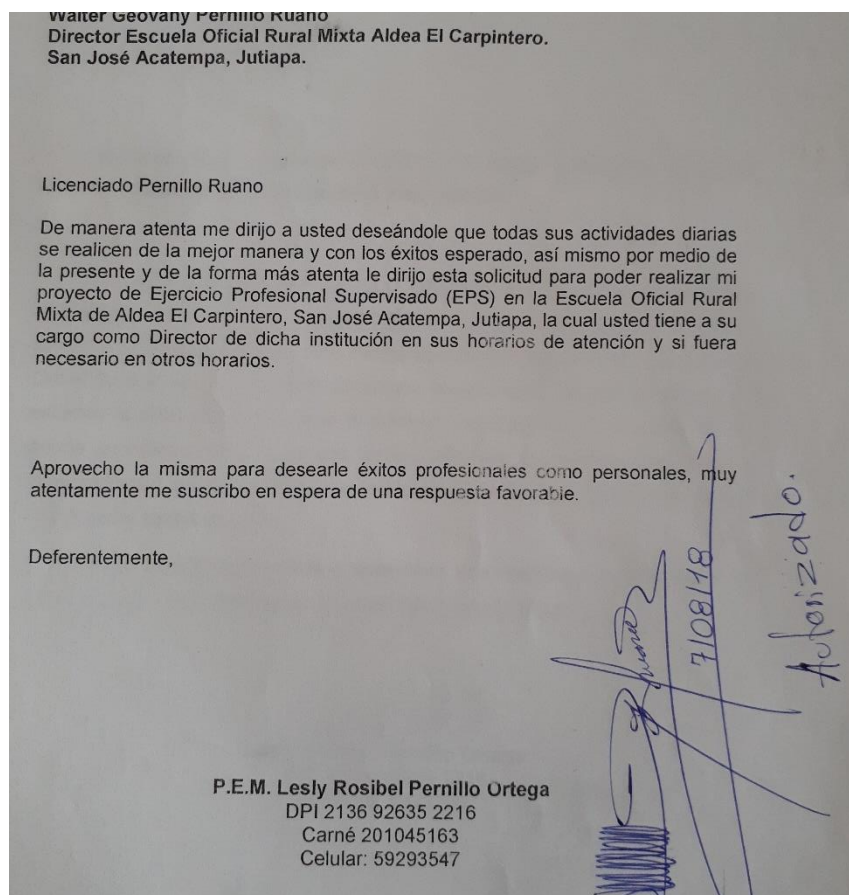 Walter Geovany Pernillo Ruano
Director Escuela Oficial Rural Mixta Aldea El Carpintero.
San José Acatempa, Jutiapa.
Licenciado Pernillo Ruano
De manera atenta me dirijo a usted deseándole que todas sus actividades diarias
se realicen de la mejor manera y con los éxitos esperado, así mismo por medio de
la presente y de la forma más atenta le dirijo esta solicitud para poder realizar mi
proyecto de Ejercicio Profesional Supervisado (EPS) en la Escuela Oficial Rural
Mixta de Aldea El Carpintero, San José Acatempa, Jutiapa, la cual usted tiene a su
cargo como Director de dicha institución en sus horarios de atención y si fuera
necesario en otros horarios.
Aprovecho la misma para desearle éxitos profesionales como personales, muy
atentamente me suscribo en espera de una respuesta favorable.
Deferentemente,
7/08/18
Autorizado.
P.E.M. Lesly Rosibel Pernillo Ortega
DPI 2136 92635 2216
Carné 201045163
Celular: 59293547